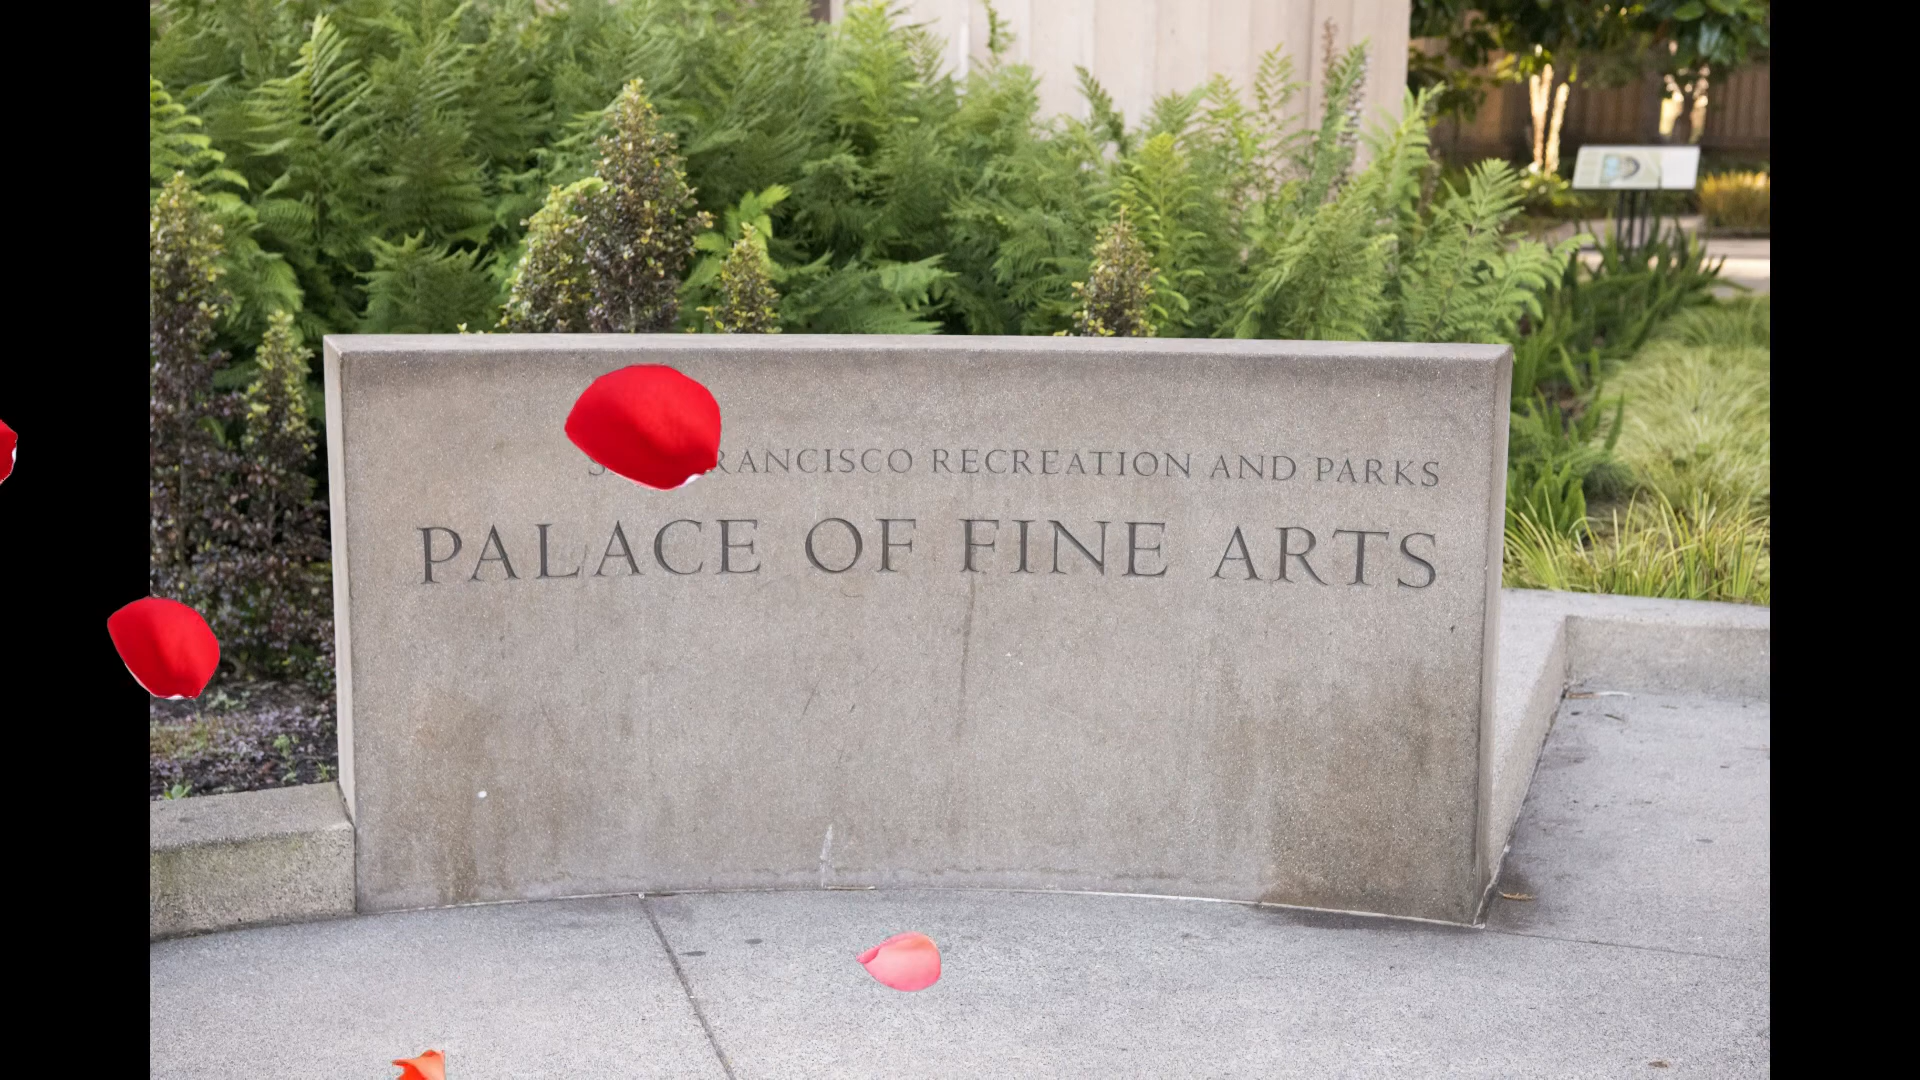 RANCISCO RECREATION AND PARKS
PALACE OF FINE ARTS